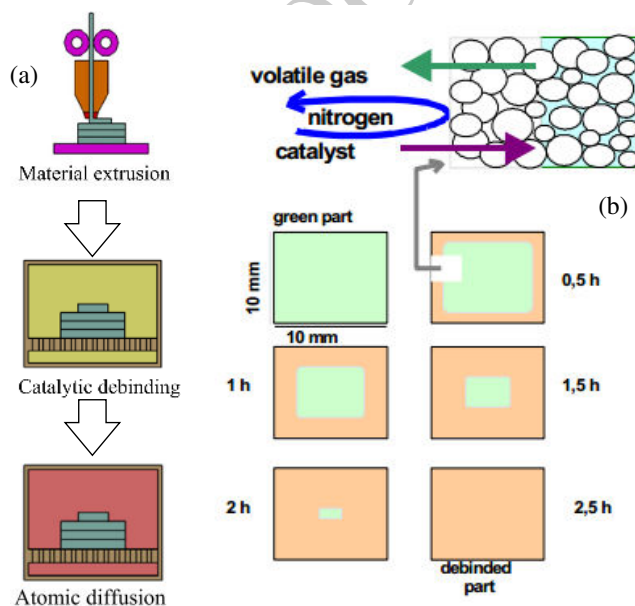 (a)
Material extrusion
Catalytic debinding
Atomic diffusion
volatile gas
nitrogen
catalyst
(b)
green part
10 mm
10 mm
0,5 h
1 h
1,5 h
2 h
2,5 h
debinded
part